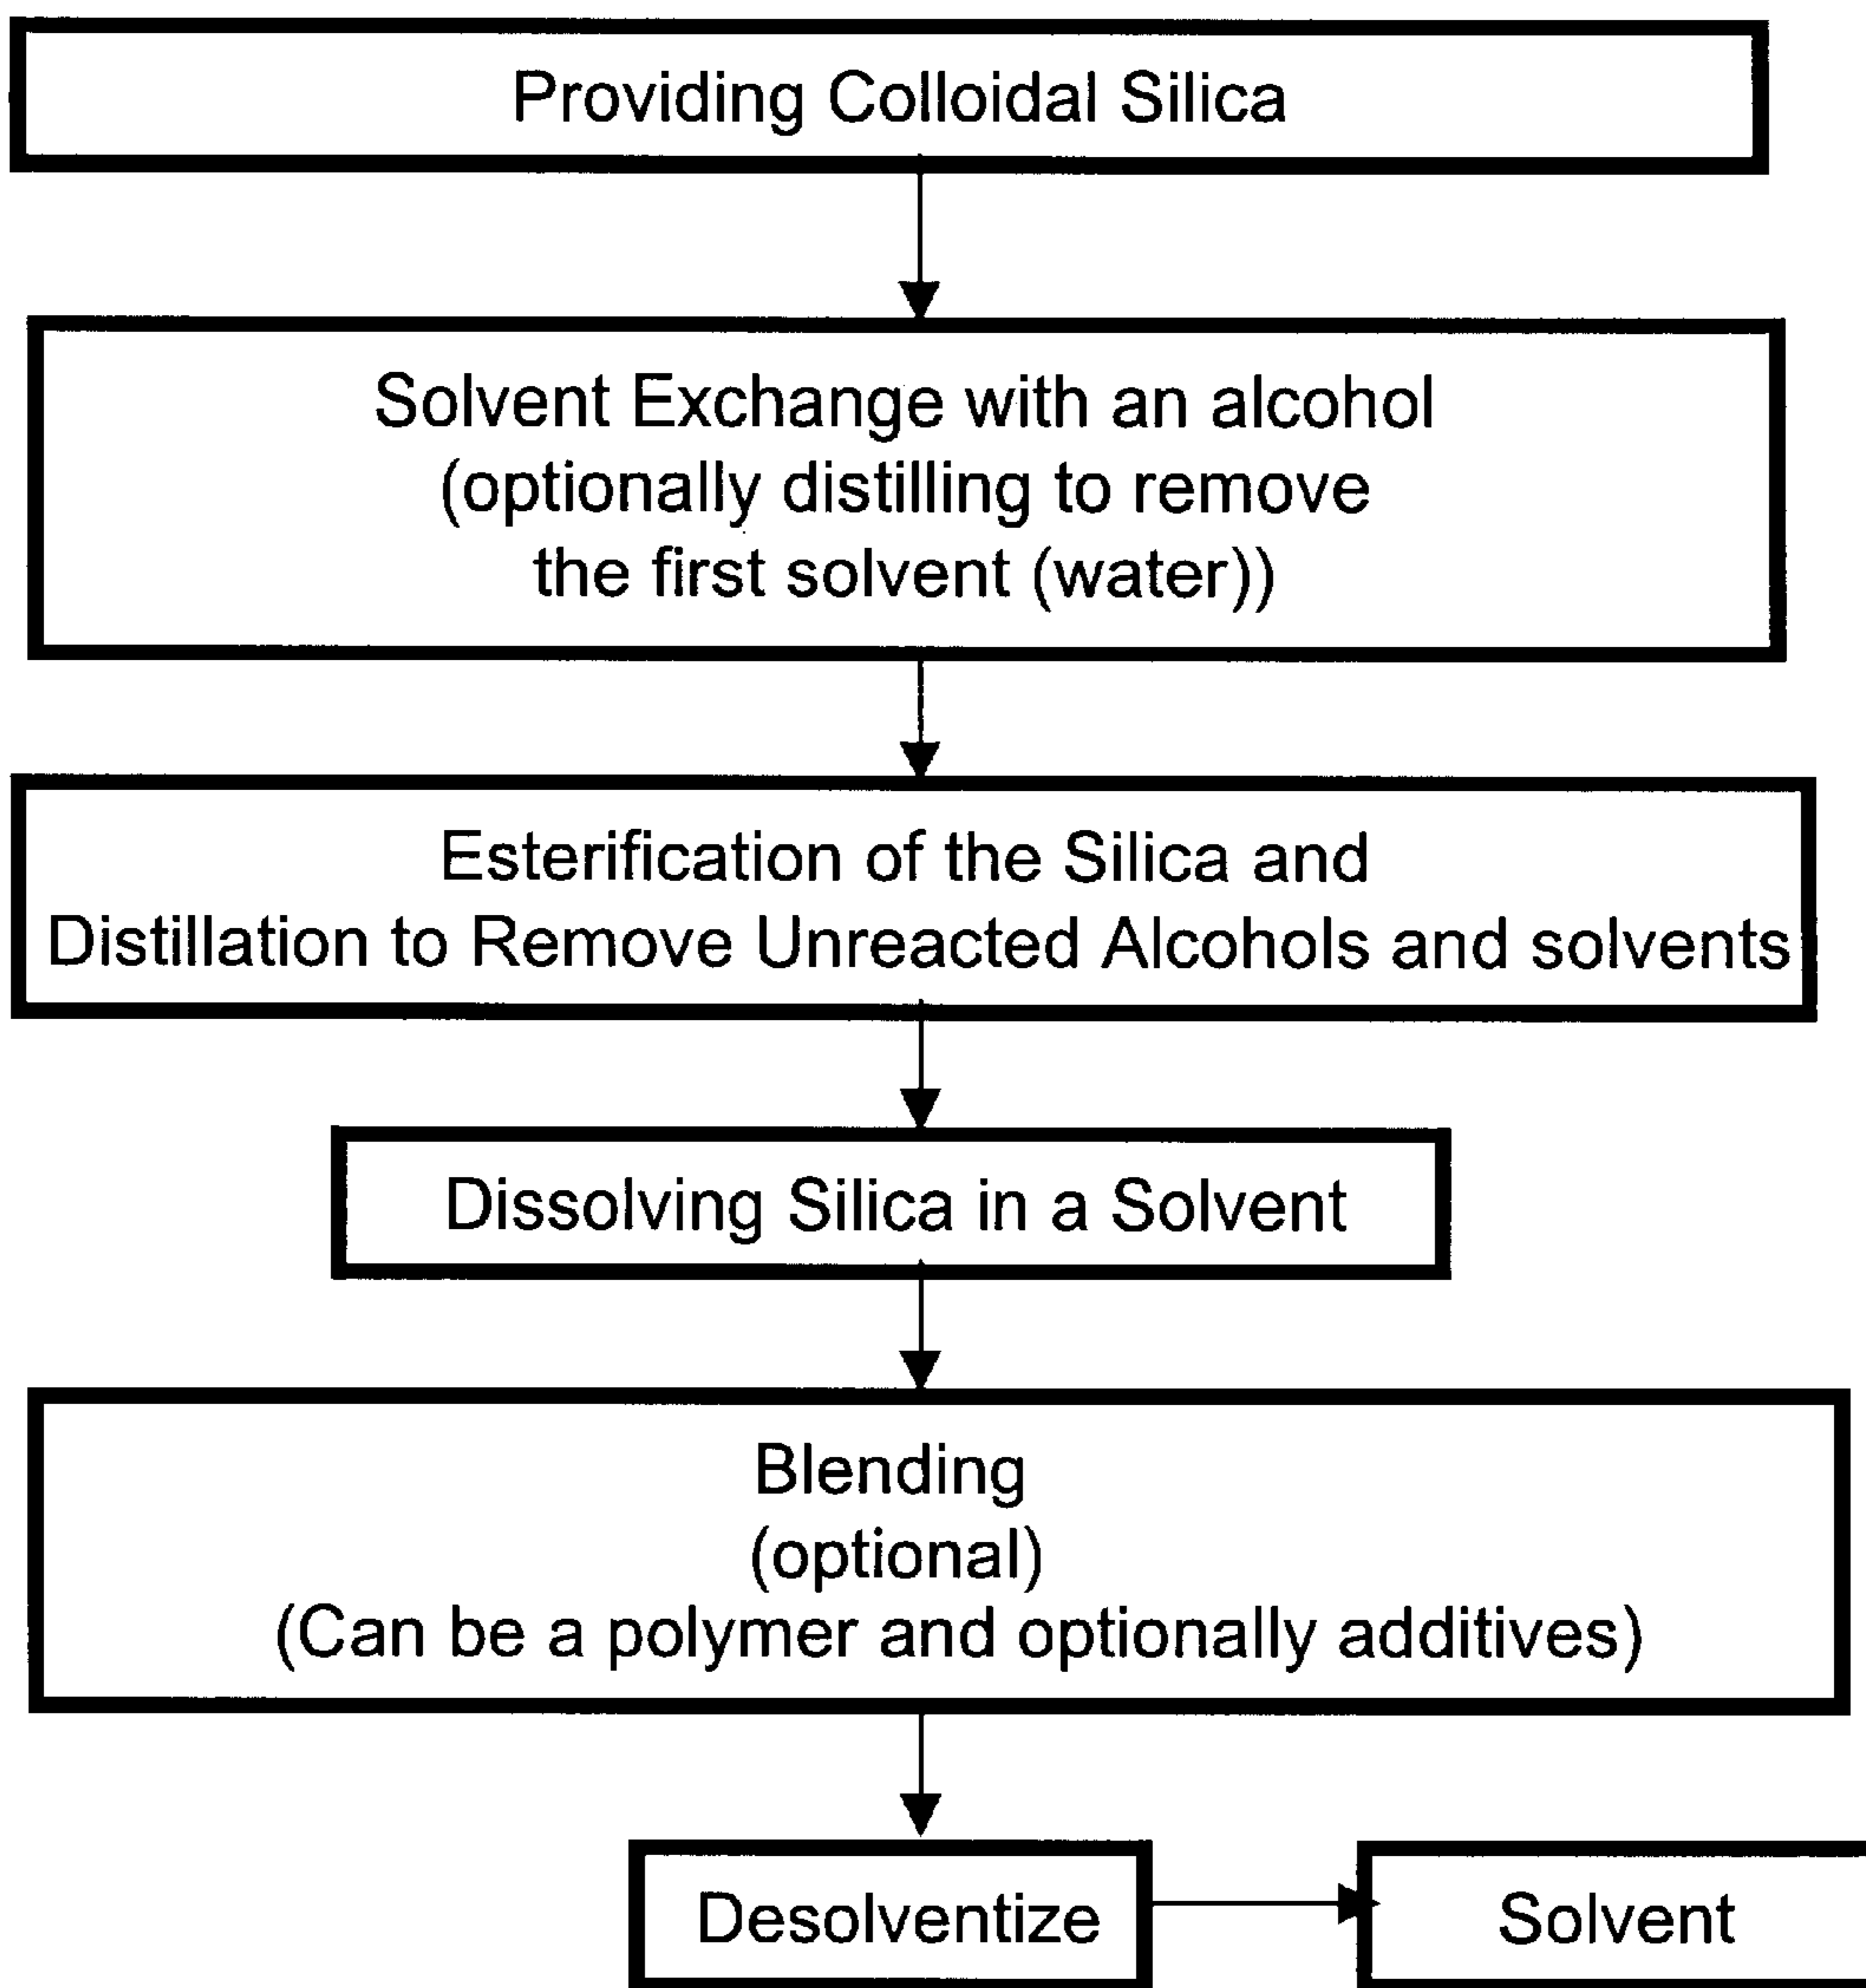 Providing Colloidal Silica
Solvent Exchange with an alcohol
(optionally distilling to remove
the first solvent (water))
Esterification of the Silica and
Distillation to Remove Unreacted Alcohols and solvents
Dissolving Silica in a Solvent
Blending
(optional)
(Can be a polymer and optionally additives)
Desolventize
Solvent